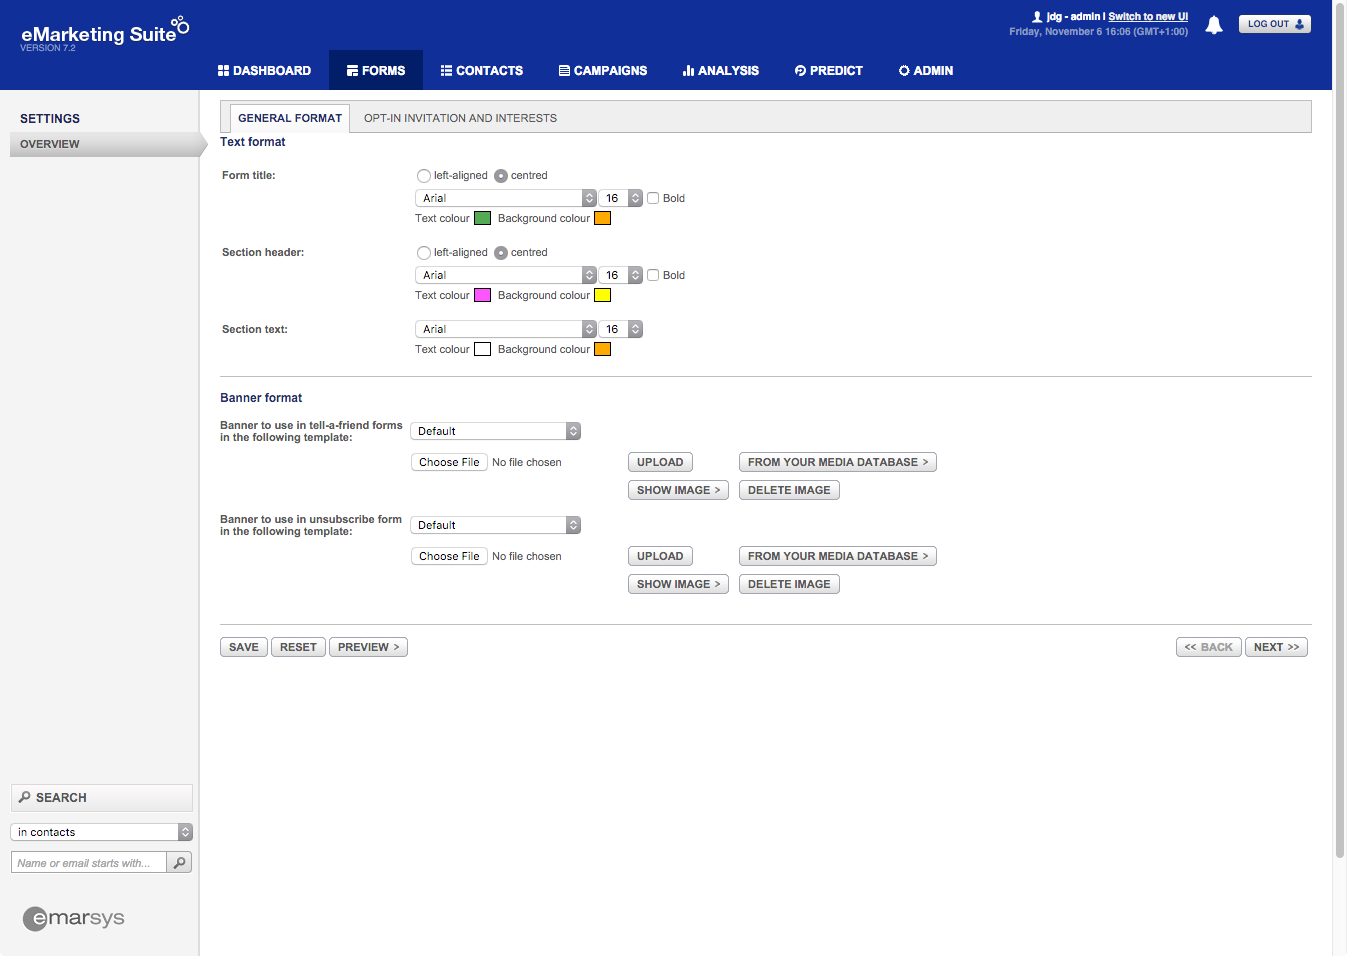 eMarketing Suite
VERSION 7.2
jdg - admin | Switch to new UI
Friday, November 6 16:06 (GMT+1:00)
LOG OUT
DASHBOARD FORMS CONTACTS CAMPAIGNS ANALYSIS PREDICT ADMIN
SETTINGS
OVERVIEW
GENERAL FORMAT OPT-IN INVITATION AND INTERESTS
Text format
Form title: left-aligned centred
Arial 16 Bold
Text colour Background colour
Section header: left-aligned centred
Arial 16 Bold
Text colour Background colour
Section text: Arial 16
Text colour Background colour
Banner format
Banner to use in tell-a-friend forms
in the following template: Default
Choose File No file chosen UPLOAD FROM YOUR MEDIA DATABASE >
SHOW IMAGE > DELETE IMAGE
Banner to use in unsubscribe form
in the following template: Default
Choose File No file chosen UPLOAD FROM YOUR MEDIA DATABASE >
SHOW IMAGE > DELETE IMAGE
SAVE RESET PREVIEW > << BACK NEXT >>
SEARCH
in contacts
Name or email starts with...
emarsys